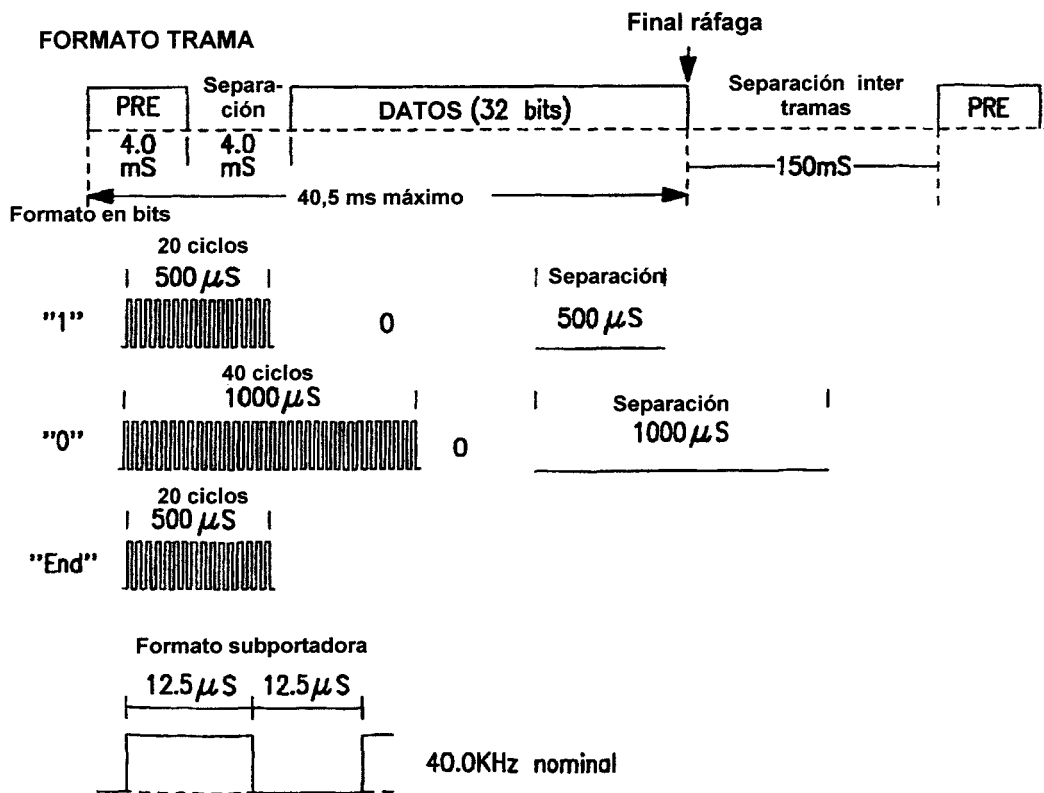 FORMATO TRAMA
Final ráfaga
PRE
Separa-
ción
DATOS (32 bits)
Separación inter
tramas
PRE
4.0
mS
4.0
mS
150mS
40,5 ms máximo
Formato en bits
20 ciclos
500 μS
Separación
"1"
0
500 μS
40 ciclos
1000 μS
Separación
"0"
0
1000 μS
20 ciclos
500 μS
"End"
Formato subportadora
12.5 μS 12.5 μS
40.0KHz nominal